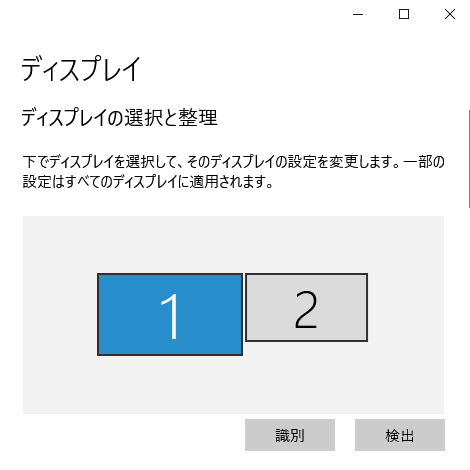 ディスプレイ
ディスプレイの選択と整理
下でディスプレイを選択して、そのディスプレイの設定を変更します。一部の
設定はすべてのディスプレイに適用されます。
1
2
識別
検出